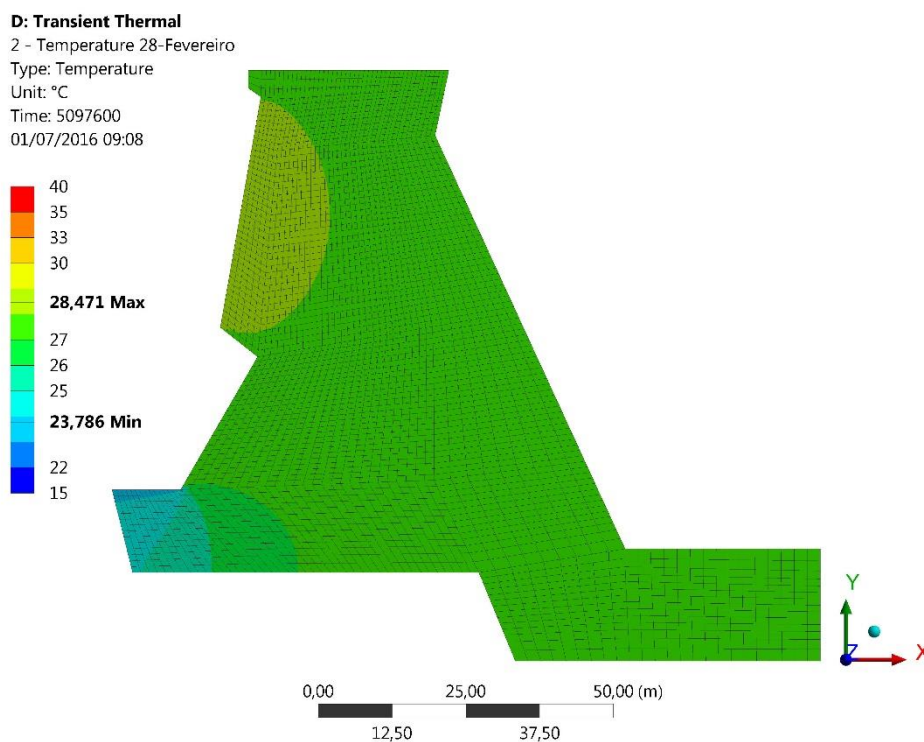 D: Transient Thermal
2 - Temperature 28-Fevereiro
Type: Temperature
Unit: °C
Time: 5097600
01/07/2016 09:08
40
35
33
30
28,471 Max
27
26
25
23,786 Min
22
15
Y
Z
X
0,00
25,00
50,00 (m)
12,50
37,50